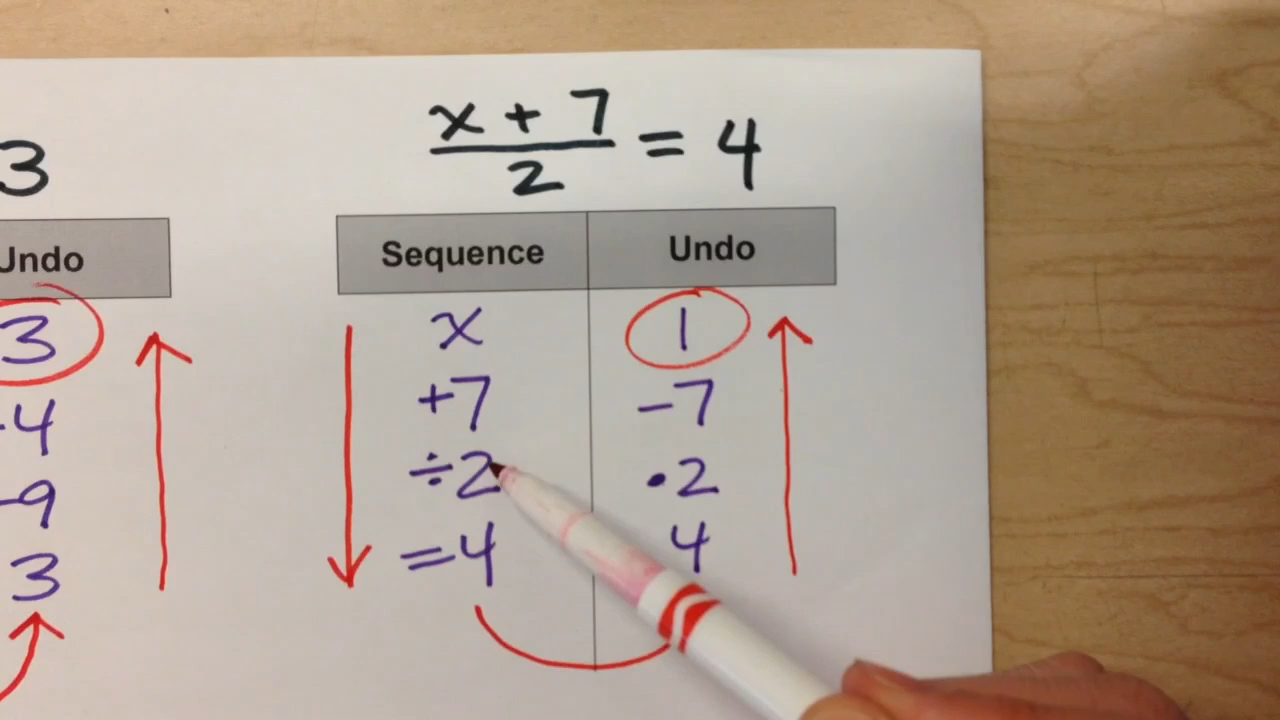 3
Undo
3
-4
-9
3
x + 7
2
= 4
Sequence Undo
x 1
+7 -7
÷2 •2
=4 4